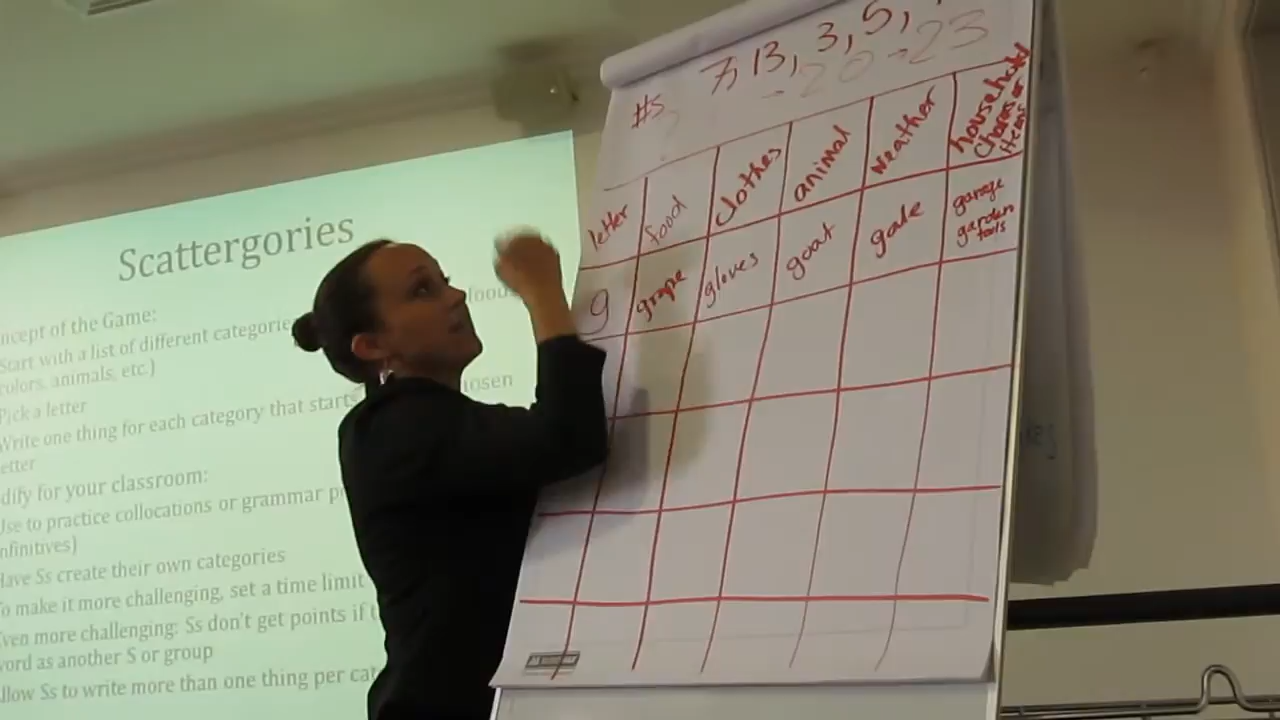 Scattergories
ncept of the Game:
Start with a list of different categories foods
colors, animals, etc.)
Pick a letter
Write one thing for each category that starts osen
etter
dify for your classroom:
Use to practice collocations or grammar p
nfinitives)
Have Ss create their own categories
To make it more challenging, set a time limit
Even more challenging: Ss don't get points if t
word as another S or group
llow Ss to write more than one thing per cat
#s 7, 13, 3, 5,
-20-23
letter food clothes animal weather household chores or items
g grape gloves goat gale garage garden tools